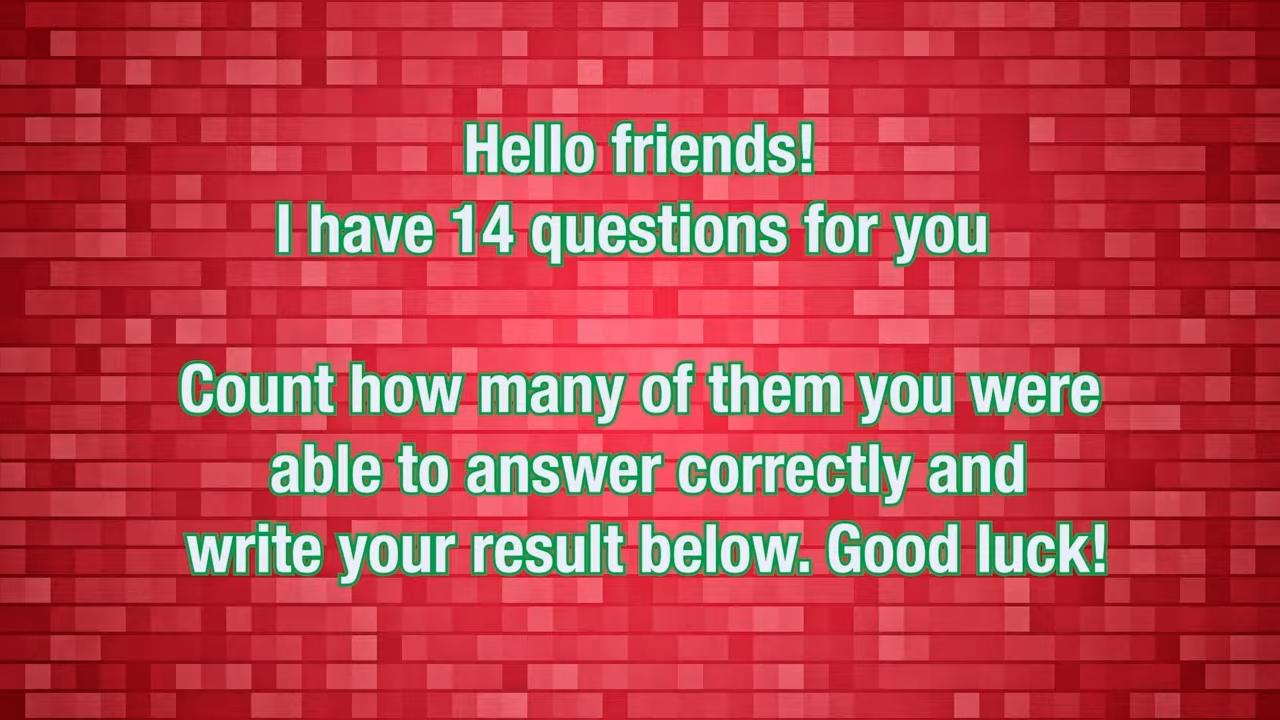 Hello friends!
I have 14 questions for you
Count how many of them you were
able to answer correctly and
write your result below. Good luck!